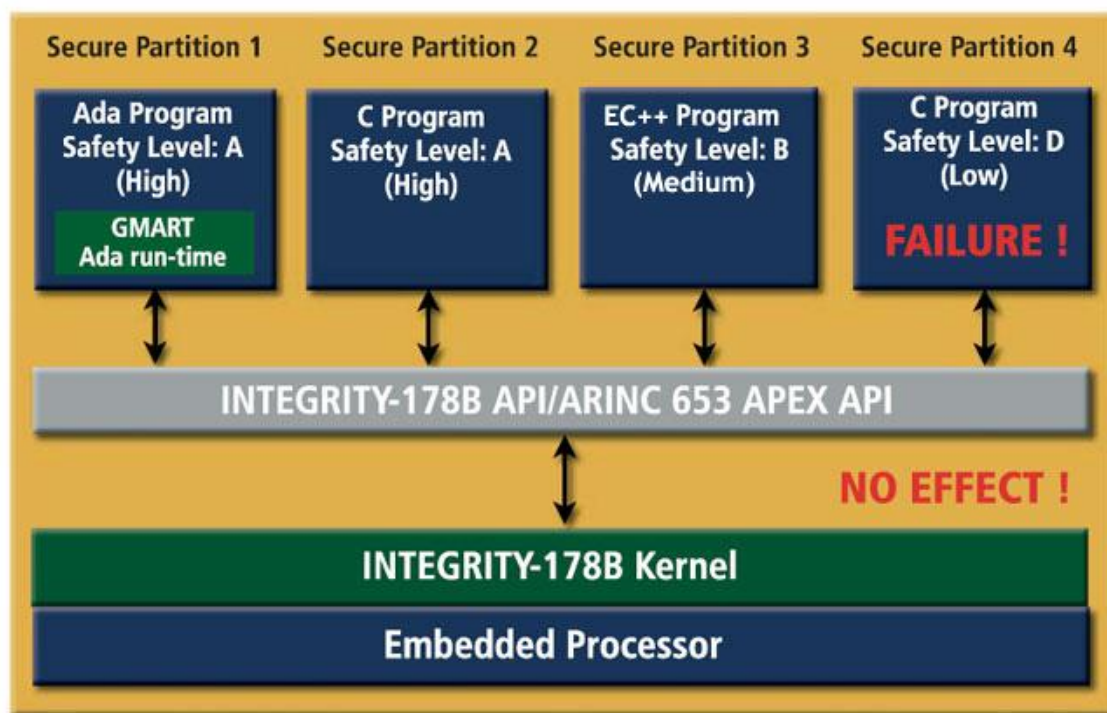 Secure Partition 1
Secure Partition 2
Secure Partition 3
Secure Partition 4
Ada Program
Safety Level: A
(High)
GMART
Ada run-time
C Program
Safety Level: A
(High)
EC++ Program
Safety Level: B
(Medium)
C Program
Safety Level: D
(Low)
FAILURE !
INTEGRITY-178B API/ARINC 653 APEX API
NO EFFECT !
INTEGRITY-178B Kernel
Embedded Processor